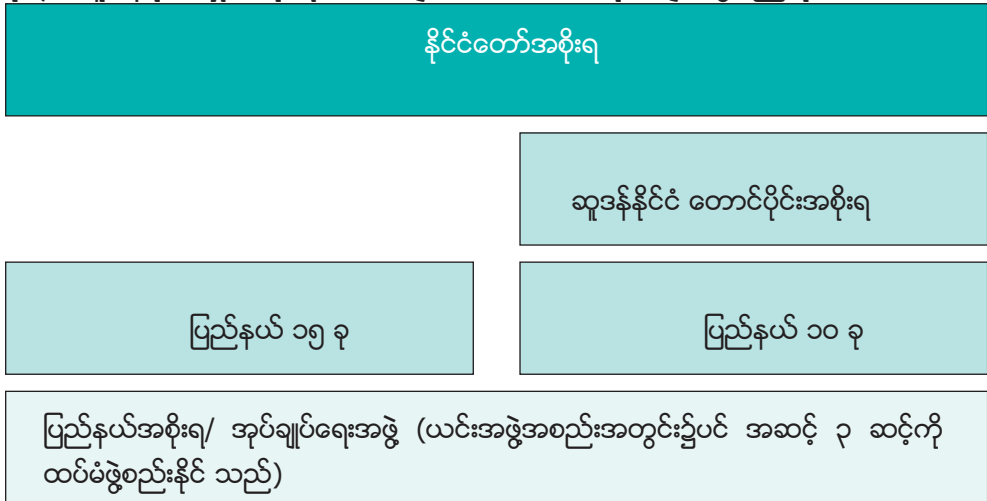 နိုင်ငံတော်အစိုးရ
ဆူဒန်နိုင်ငံ တောင်ပိုင်းအစိုးရ
ပြည်နယ် ၁၅ ခု
ပြည်နယ် ၁၀ ခု
ပြည်နယ်အစိုးရ/ အုပ်ချုပ်ရေးအဖွဲ့ (ယင်းအဖွဲ့အစည်းအတွင်း၌ပင် အဆင့် ၃ ဆင့်ကို
ထပ်မံဖွဲ့စည်းနိုင် သည်)